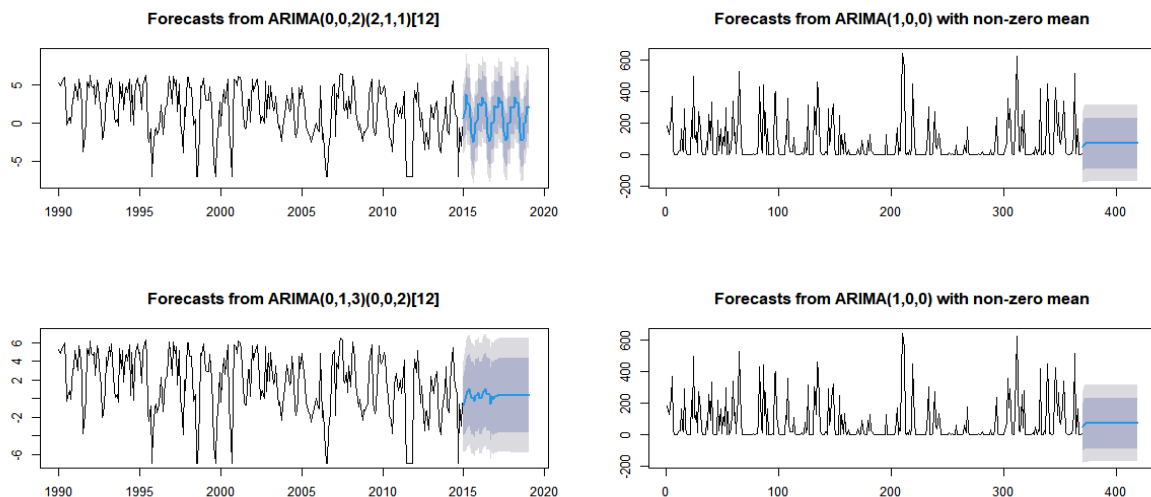 Forecasts from ARIMA(0,0,2)(2,1,1)[12]
5
0
-5
1990 1995 2000 2005 2010 2015 2020
Forecasts from ARIMA(1,0,0) with non-zero mean
600
400
200
0
-200
0 100 200 300 400
Forecasts from ARIMA(0,1,3)(0,0,2)[12]
6
4
2
-2
-6
1990 1995 2000 2005 2010 2015 2020
Forecasts from ARIMA(1,0,0) with non-zero mean
600
400
200
0
-200
0 100 200 300 400